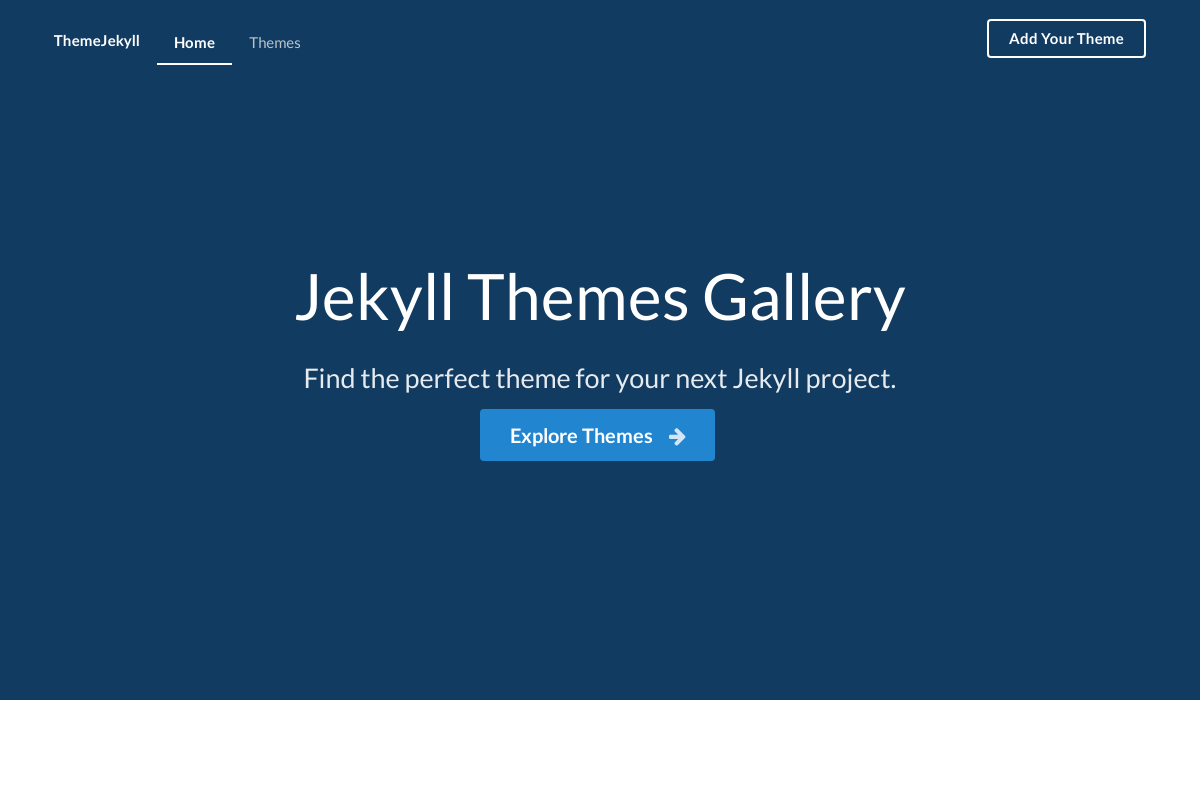 ThemeJekyll Home Themes Add Your Theme
Jekyll Themes Gallery
Find the perfect theme for your next Jekyll project.
Explore Themes